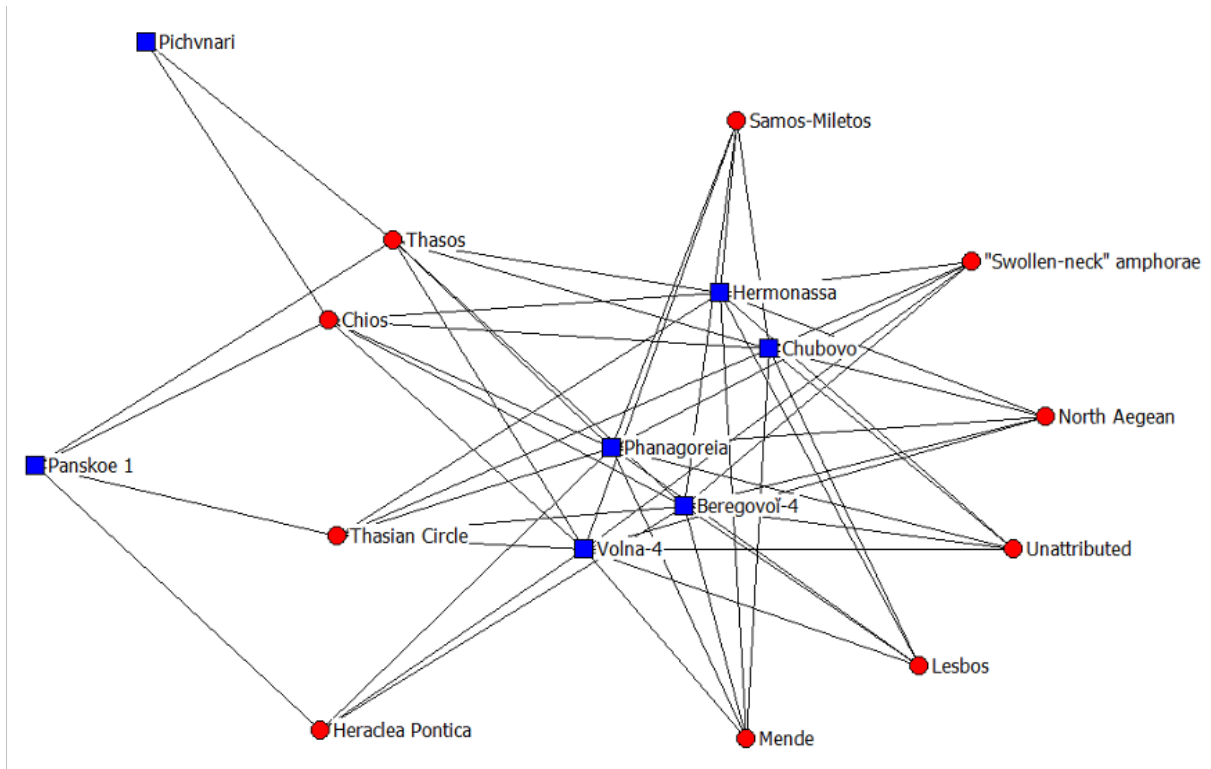 Pichvnari
Samos-Miletos
Thasos
"Swollen-neck" amphorae
Hermonassa
Chios
Chubovo
North Aegean
Phanagoreia
Panskoe 1
Beregovoĭ-4
Thasian Circle
Volna-4
Unattributed
Lesbos
Heraclea Pontica
Mende